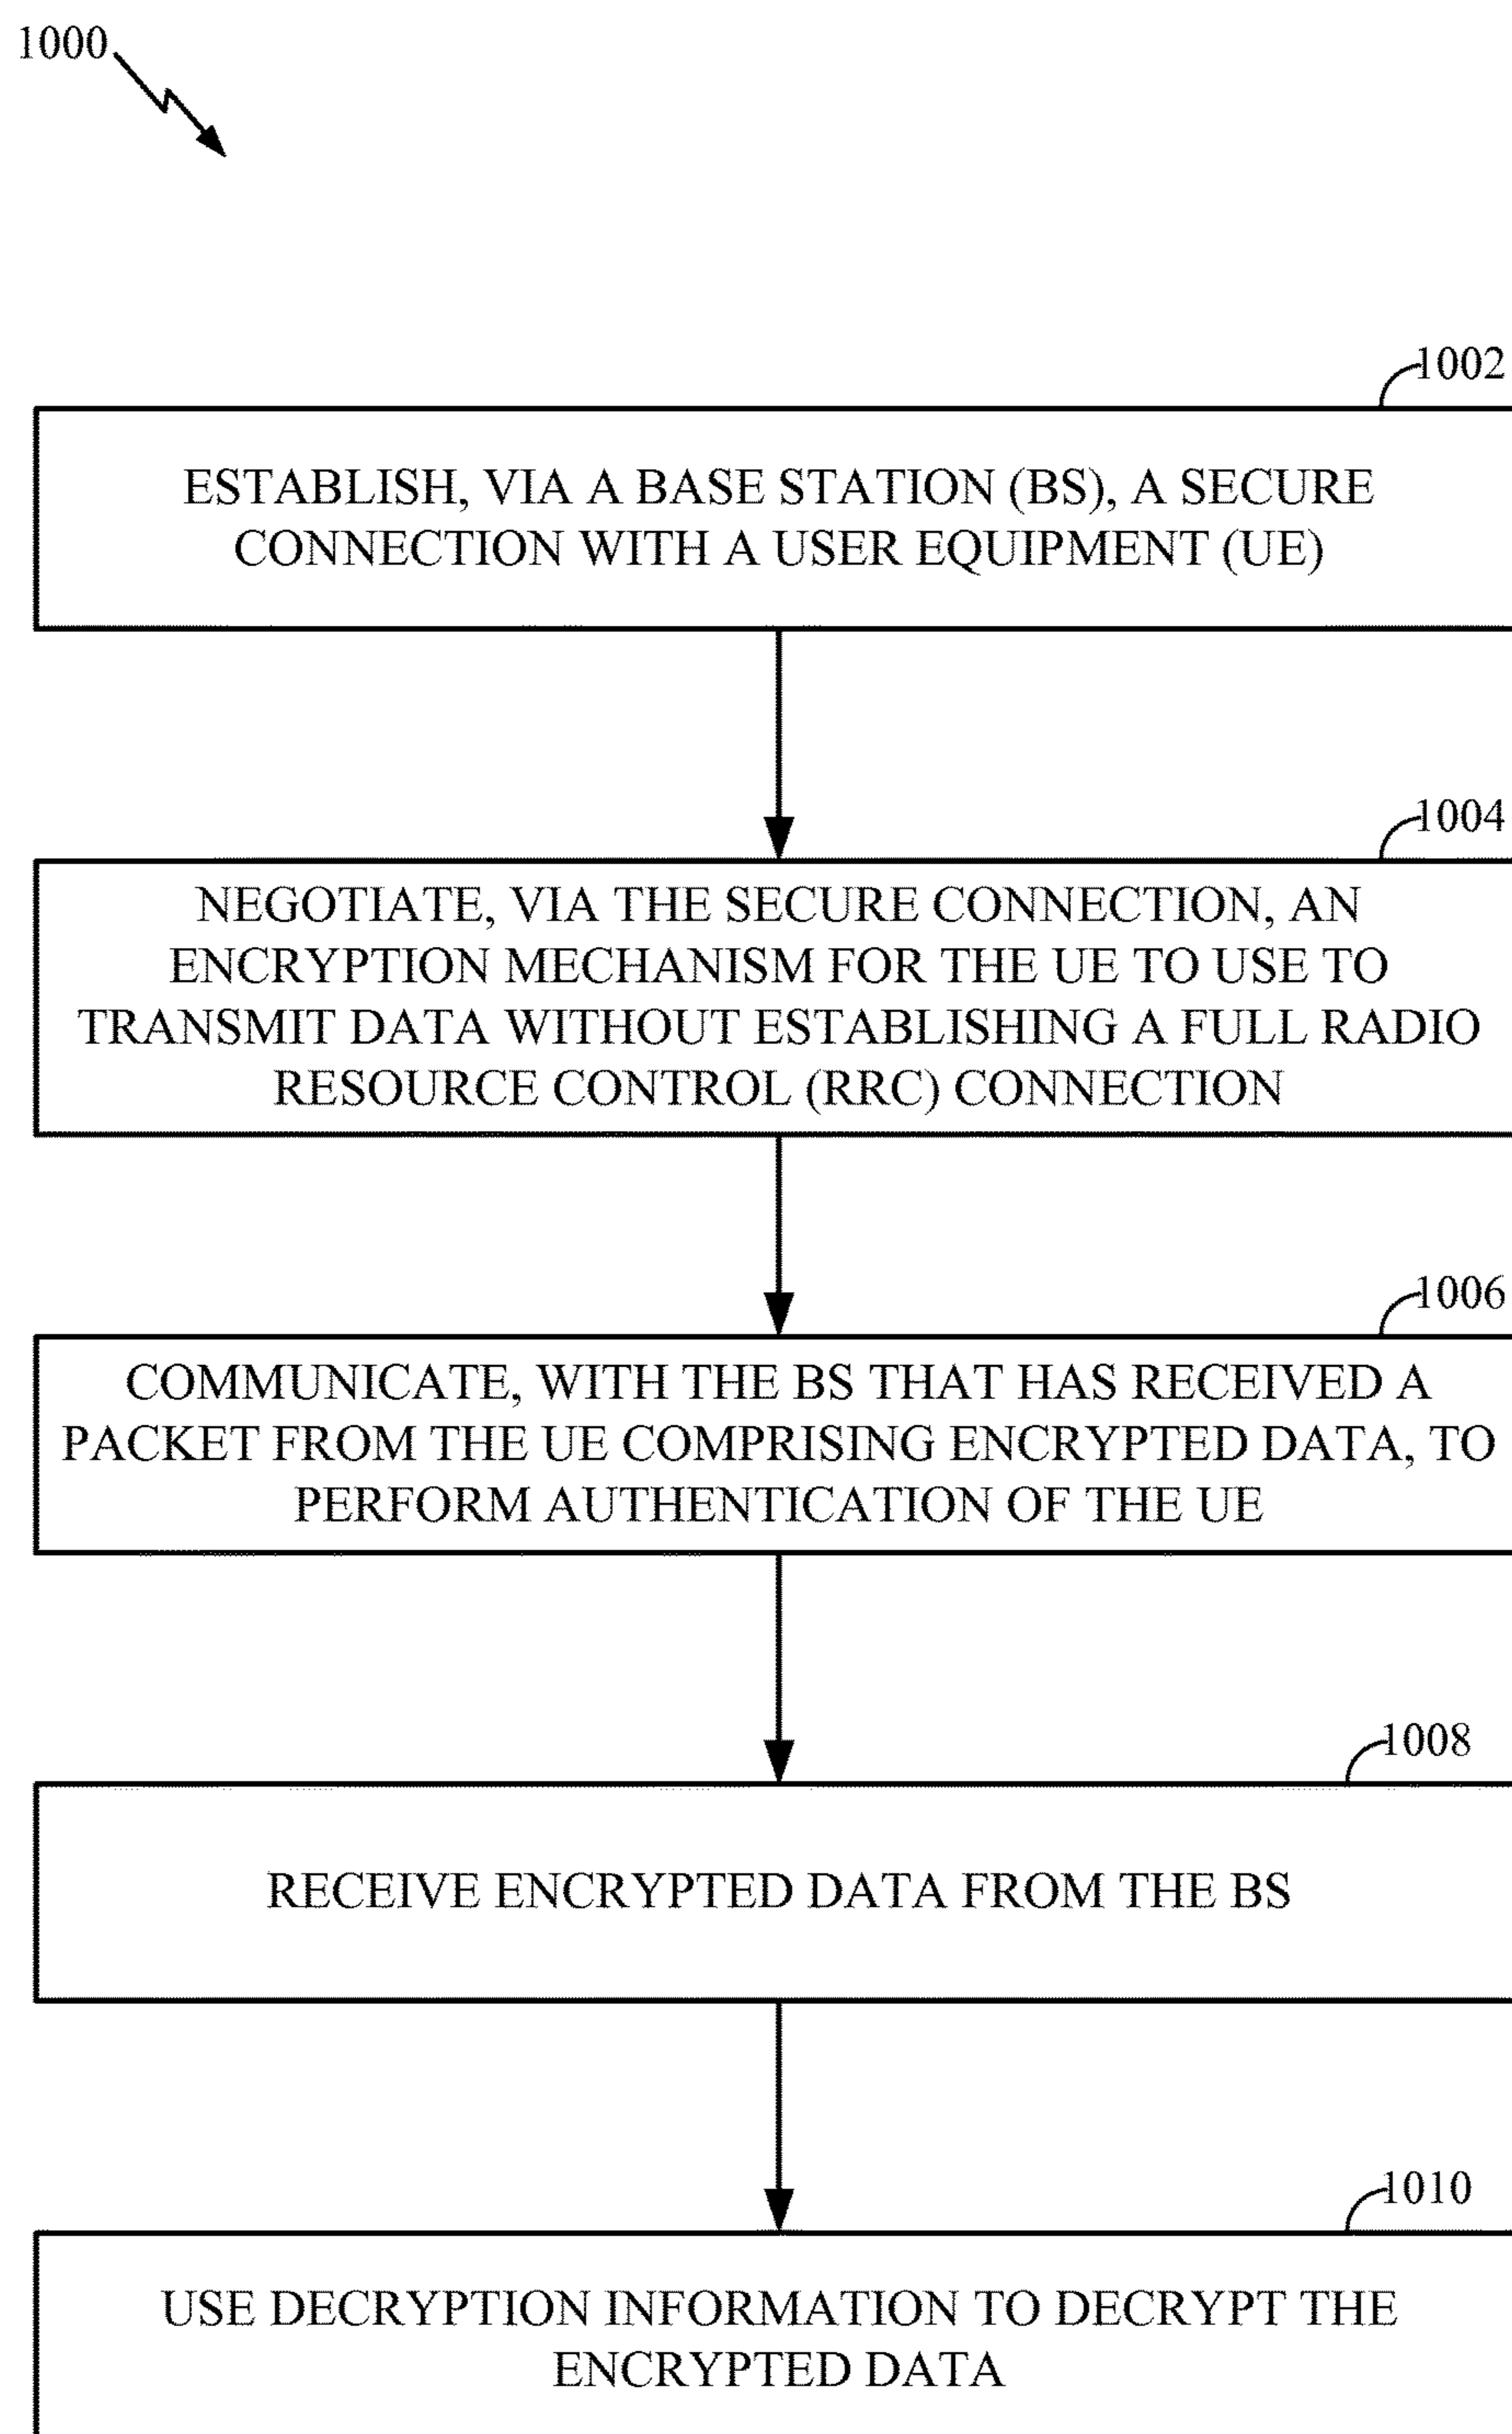 1000
1002
ESTABLISH, VIA A BASE STATION (BS), A SECURE
CONNECTION WITH A USER EQUIPMENT (UE)
1004
NEGOTIATE, VIA THE SECURE CONNECTION, AN
ENCRYPTION MECHANISM FOR THE UE TO USE TO
TRANSMIT DATA WITHOUT ESTABLISHING A FULL RADIO
RESOURCE CONTROL (RRC) CONNECTION
1006
COMMUNICATE, WITH THE BS THAT HAS RECEIVED A
PACKET FROM THE UE COMPRISING ENCRYPTED DATA, TO
PERFORM AUTHENTICATION OF THE UE
1008
RECEIVE ENCRYPTED DATA FROM THE BS
1010
USE DECRYPTION INFORMATION TO DECRYPT THE
ENCRYPTED DATA